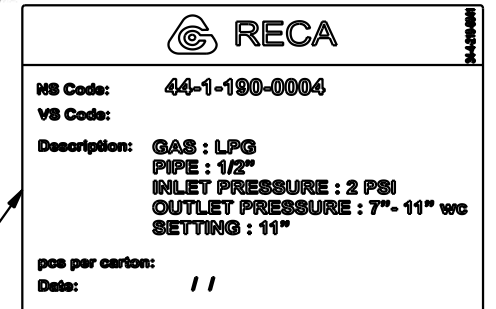 RECA
NS Code: 44-1-190-0004
VS Code:
Description: GAS : LPG
PIPE : 1/2"
INLET PRESSURE : 2 PSI
OUTLET PRESSURE : 7"- 11" wc
SETTING : 11"
pcs per carton:
Date: / /